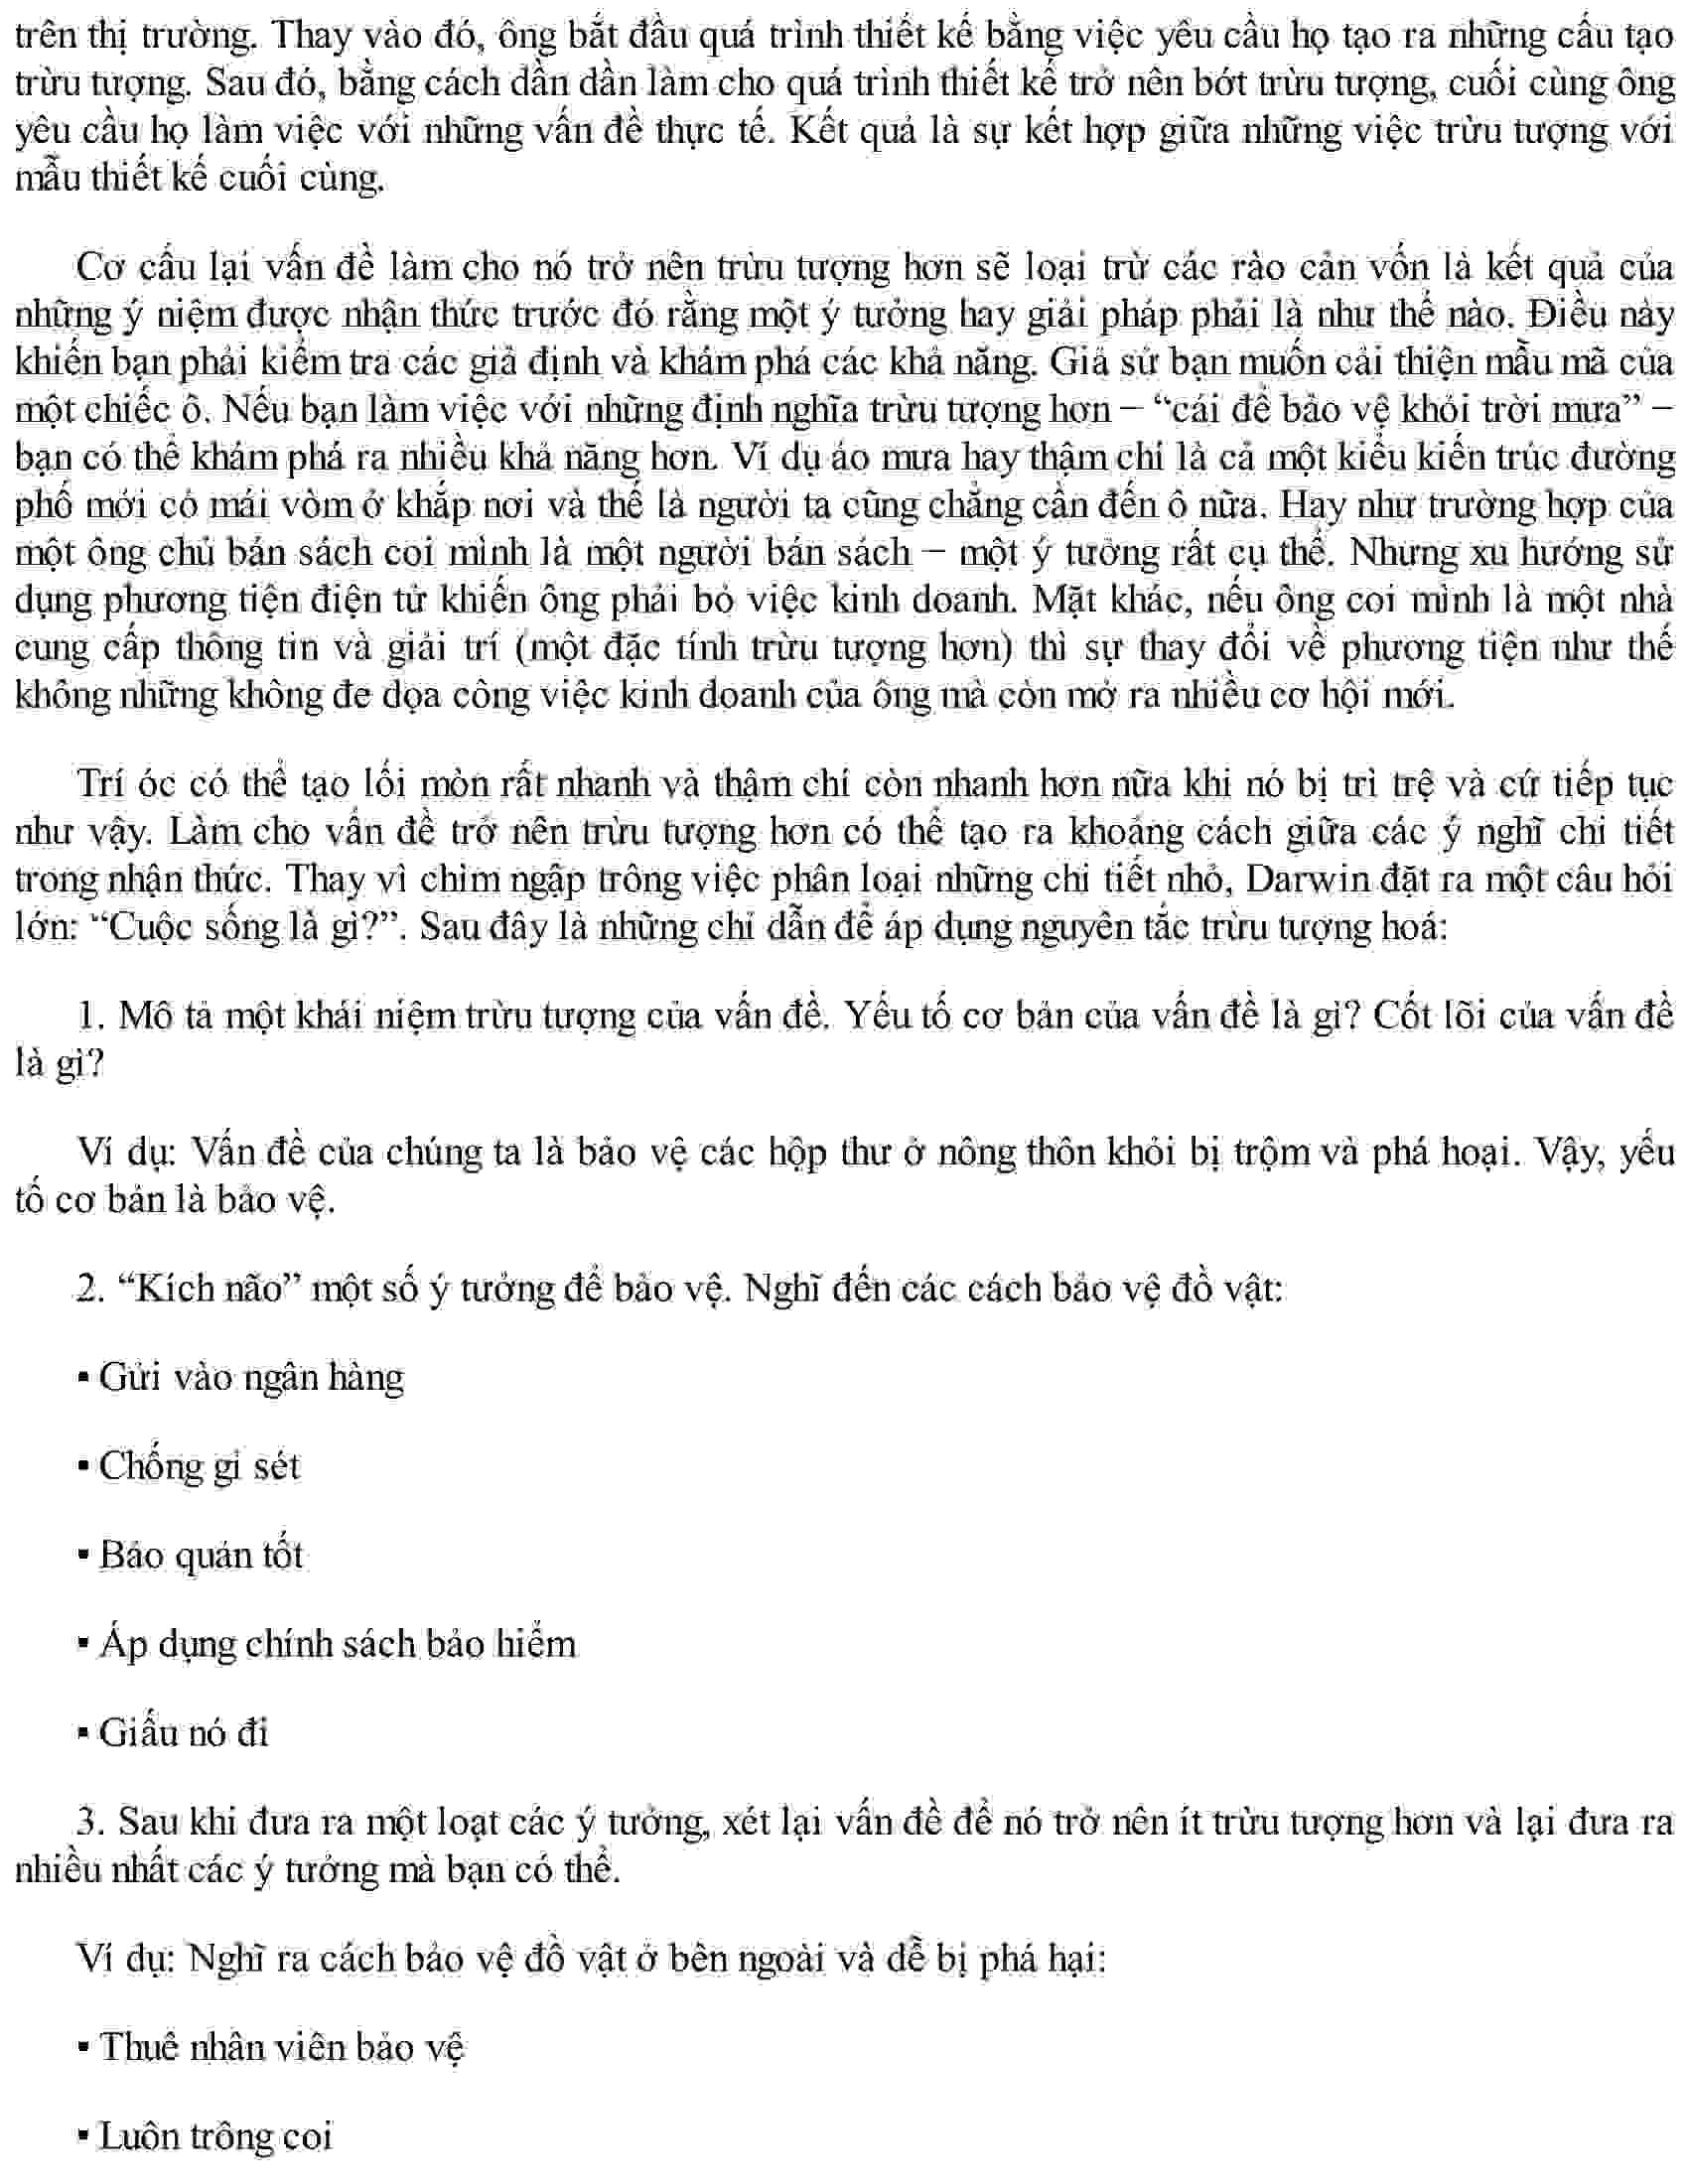 trên thị trường. Thay vào đó, ông bắt đầu quá trình thiết kế bằng việc yêu cầu họ tạo ra những cấu tạo
trừu tượng. Sau đó, bằng cách dần dần làm cho quá trình thiết kế trở nên bớt trừu tượng, cuối cùng ông
yêu cầu họ làm việc với những vấn đề thực tế. Kết quả là sự kết hợp giữa những việc trừu tượng với
mẫu thiết kế cuối cùng.
Cơ cấu lại vấn đề làm cho nó trở nên trừu tượng hơn sẽ loại trừ các rào cản vốn là kết quả của
những ý niệm được nhận thức trước đó rằng một ý tưởng hay giải pháp phải là như thế nào. Điều này
khiến bạn phải kiểm tra các giả định và khám phá các khả năng. Giả sử bạn muốn cải thiện mẫu mã của
một chiếc ô. Nếu bạn làm việc với những định nghĩa trừu tượng hơn – “cái để bảo vệ khỏi trời mưa” –
bạn có thể khám phá ra nhiều khả năng hơn. Ví dụ áo mưa hay thậm chí là cả một kiểu kiến trúc đường
phố mới có mái vòm ở khắp nơi và thế là người ta cũng chẳng cần đến ô nữa. Hay như trường hợp của
một ông chủ bán sách coi mình là một người bán sách – một ý tưởng rất cụ thể. Nhưng xu hướng sử
dụng phương tiện điện tử khiến ông phải bỏ việc kinh doanh. Mặt khác, nếu ông coi mình là một nhà
cung cấp thông tin và giải trí (một đặc tính trừu tượng hơn) thì sự thay đổi về phương tiện như thế
không những không đe dọa công việc kinh doanh của ông mà còn mở ra nhiều cơ hội mới.
Trí óc có thể tạo lối mòn rất nhanh và thậm chí còn nhanh hơn nữa khi nó bị trì trệ và cứ tiếp tục
như vậy. Làm cho vấn đề trở nên trừu tượng hơn có thể tạo ra khoảng cách giữa các ý nghĩ chi tiết
trong nhận thức. Thay vì chìm ngập trông việc phân loại những chi tiết nhỏ, Darwin đặt ra một câu hỏi
lớn: “Cuộc sống là gì?”. Sau đây là những chỉ dẫn để áp dụng nguyên tắc trừu tượng hoá:
1. Mô tả một khái niệm trừu tượng của vấn đề. Yếu tố cơ bản của vấn đề là gì? Cốt lõi của vấn đề
là gì?
Ví dụ: Vấn đề của chúng ta là bảo vệ các hộp thư ở nông thôn khỏi bị trộm và phá hoại. Vậy, yếu
tố cơ bản là bảo vệ.
2. “Kích não” một số ý tưởng để bảo vệ. Nghĩ đến các cách bảo vệ đồ vật:
▪ Gửi vào ngân hàng
▪ Chống gỉ sét
▪ Bảo quản tốt
▪ Áp dụng chính sách bảo hiểm
▪ Giấu nó đi
3. Sau khi đưa ra một loạt các ý tưởng, xét lại vấn đề để nó trở nên ít trừu tượng hơn và lại đưa ra
nhiều nhất các ý tưởng mà bạn có thể.
Ví dụ: Nghĩ ra cách bảo vệ đồ vật ở bên ngoài và dễ bị phá hại:
▪ Thuê nhân viên bảo vệ
▪ Luôn trông coi